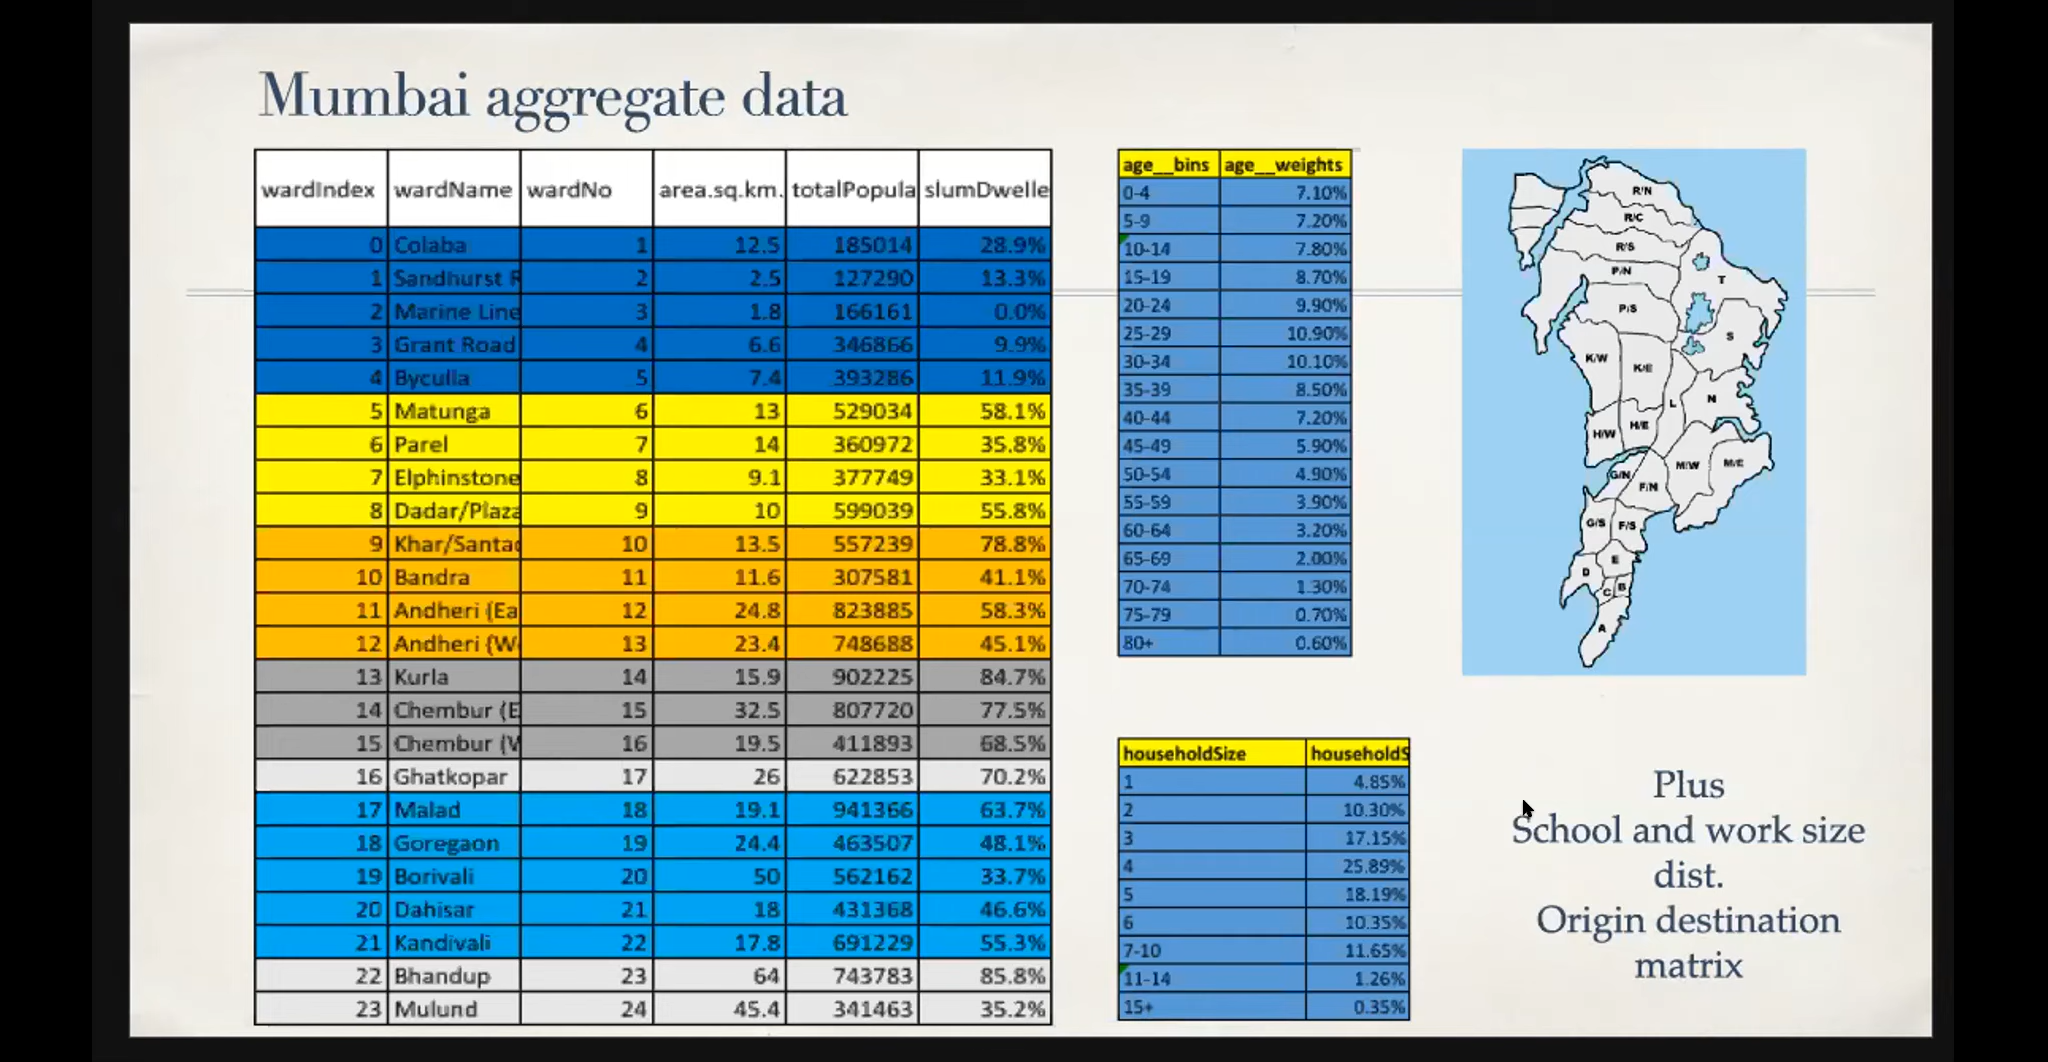 Mumbai aggregate data
wardIndex wardName wardNo area.sq.km. totalPopula slumDwelle
0 Colaba 1 12.5 185014 28.9%
1 Sandhurst R 2 2.5 127290 13.3%
2 Marine Line 3 1.8 166161 0.0%
3 Grant Road 4 6.6 346866 9.9%
4 Byculla 5 7.4 393286 11.9%
5 Matunga 6 13 529034 58.1%
6 Parel 7 14 360972 35.8%
7 Elphinstone 8 9.1 377749 33.1%
8 Dadar/Plaza 9 10 599039 55.8%
9 Khar/Santac 10 13.5 557239 78.8%
10 Bandra 11 11.6 307581 41.1%
11 Andheri (Ea 12 24.8 823885 58.3%
12 Andheri (We 13 23.4 748688 45.1%
13 Kurla 14 15.9 902225 84.7%
14 Chembur (E 15 32.5 807720 77.5%
15 Chembur (W 16 19.5 411893 68.5%
16 Ghatkopar 17 26 622853 70.2%
17 Malad 18 19.1 941366 63.7%
18 Goregaon 19 24.4 463507 48.1%
19 Borivali 20 50 562162 33.7%
20 Dahisar 21 18 431368 46.6%
21 Kandivali 22 17.8 691229 55.3%
22 Bhandup 23 64 743783 85.8%
23 Mulund 24 45.4 341463 35.2%
age__bins age__weights
0-4 7.10%
5-9 7.20%
10-14 7.80%
15-19 8.70%
20-24 9.90%
25-29 10.90%
30-34 10.10%
35-39 8.50%
40-44 7.20%
45-49 5.90%
50-54 4.90%
55-59 3.90%
60-64 3.20%
65-69 2.00%
70-74 1.30%
75-79 0.70%
80+ 0.60%
householdSize householdS
1 4.85%
2 10.30%
3 17.15%
4 25.89%
5 18.19%
6 10.35%
7-10 11.65%
11-14 1.26%
15+ 0.35%
R/N
R/C
R/S
P/N
T
P/S
S
K/W
K/E
N
L
H/W H/E
M/W M/E
G/N
F/N
G/S F/S
E
D
C B
A
Plus
School and work size
dist.
Origin destination
matrix